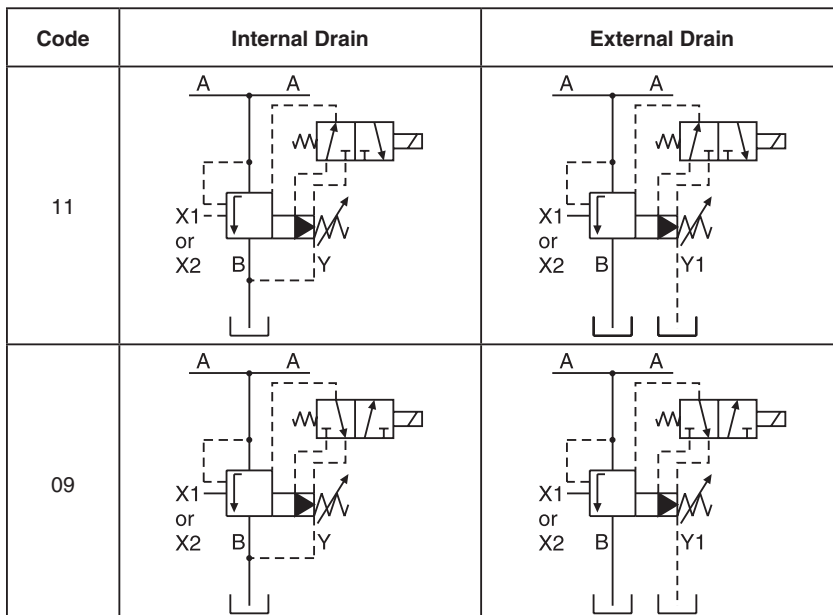 Code Internal Drain External Drain
11
A A
X1
or
X2 B Y
A A
X1
or
X2 B Y1
09
A A
X1
or
X2 B Y
A A
X1
or
X2 B Y1